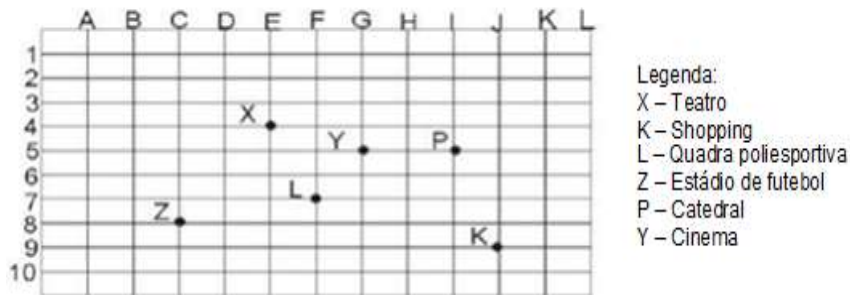 A B C D E F G H I J K L
1
2
3
4
5
6
7
8
9
10
X
Y
P
L
Z
K
Legenda:
X – Teatro
K – Shopping
L – Quadra poliesportiva
Z – Estádio de futebol
P – Catedral
Y – Cinema